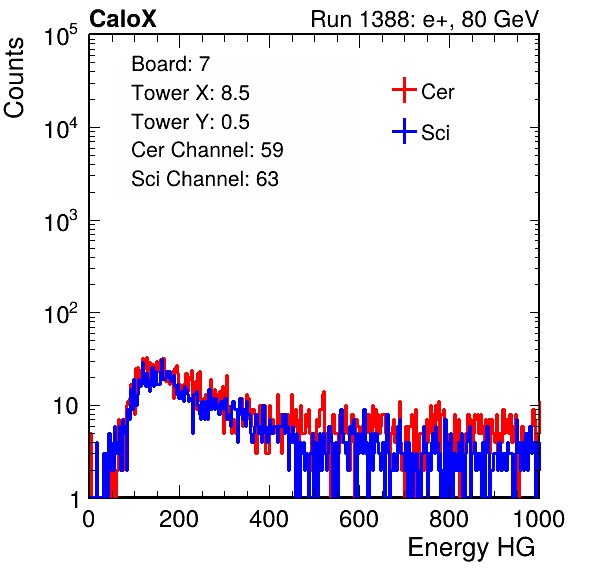 CaloX Run 1388: e+, 80 GeV
Counts
Board: 7
Tower X: 8.5
Tower Y: 0.5
Cer Channel: 59
Sci Channel: 63
Cer
Sci
10^5
10^4
10^3
10^2
10
1
0 200 400 600 800 1000
Energy HG